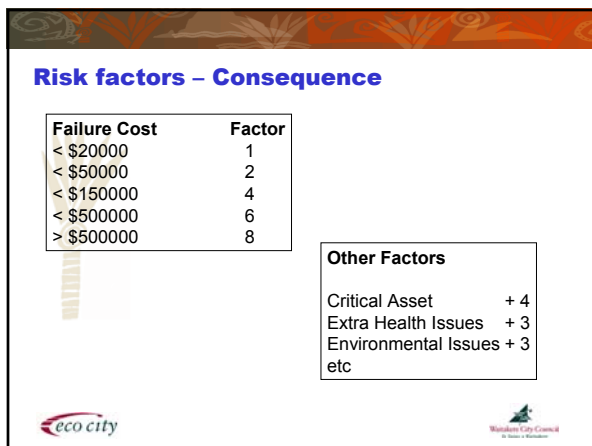 Risk factors – Consequence
Failure Cost Factor
< $20000 1
< $50000 2
< $150000 4
< $500000 6
> $500000 8
Other Factors
Critical Asset + 4
Extra Health Issues + 3
Environmental Issues + 3
etc
eco city
Waitakere City Council